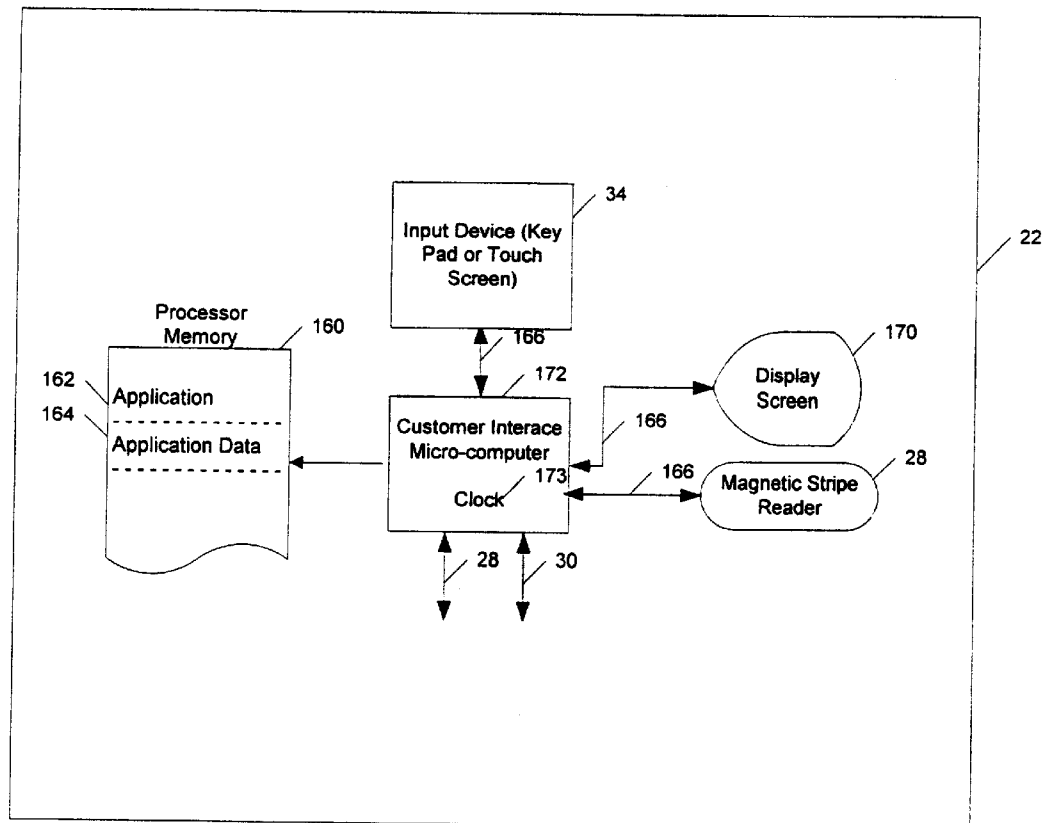 34
Input Device (Key
Pad or Touch
Screen)
22
Processor
Memory
160
166
170
162
172
Application
Display
Screen
164
Application Data
Customer Interace
Micro-computer
166
173
Clock
166
28
Magnetic Stripe
Reader
28
30